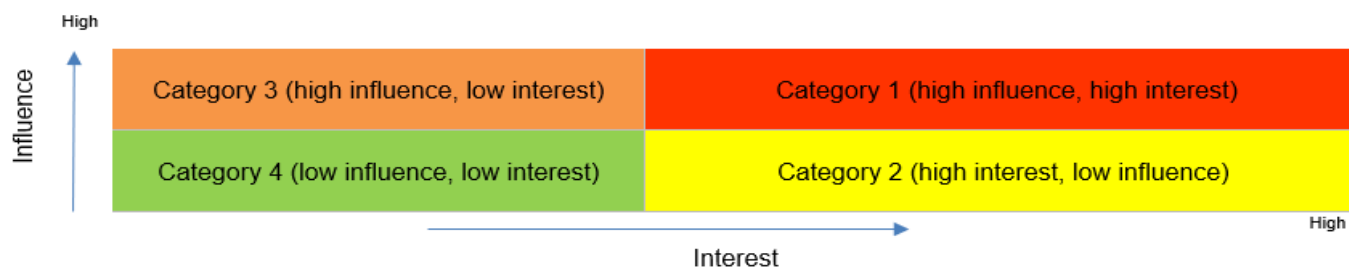 High
Influence
Category 3 (high influence, low interest)
Category 1 (high influence, high interest)
Category 4 (low influence, low interest)
Category 2 (high interest, low influence)
High
Interest